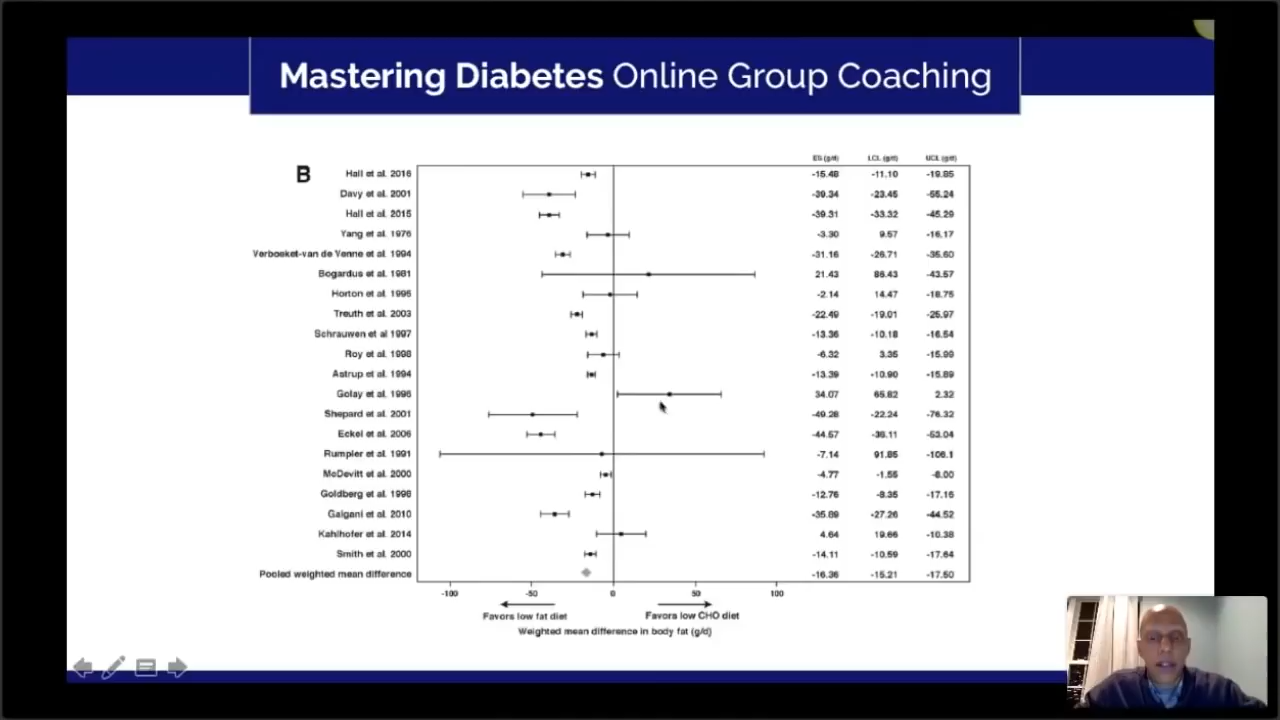 Mastering Diabetes Online Group Coaching
ES (g/d) LCL (g/d) UCL (g/d)
B
Hall et al. 2016 -15.48 -11.10 -19.85
Davy et al. 2001 -39.34 -23.45 -55.24
Hall et al. 2015 -39.31 -33.32 -45.29
Yang et al. 1976 -3.30 9.57 -16.17
Verboeket-van de Venne et al. 1994 -31.16 -26.71 -35.60
Bogardus et al. 1981 21.43 86.43 -43.57
Horton et al. 1995 -2.14 14.47 -18.75
Treuth et al. 2003 -22.49 -19.01 -25.97
Schrauwen et al 1997 -13.36 -10.18 -16.54
Roy et al. 1998 -6.32 3.35 -15.99
Astrup et al. 1994 -13.39 -10.90 -15.89
Golay et al. 1996 34.07 65.82 2.32
Shepard et al. 2001 -49.28 -22.24 -76.32
Eckel et al. 2006 -44.57 -36.11 -53.04
Rumpler et al. 1991 -7.14 91.85 -106.1
McDevitt et al. 2000 -4.77 -1.55 -8.00
Goldberg et al. 1998 -12.76 -8.35 -17.16
Galgani et al. 2010 -35.89 -27.26 -44.52
Kahlhofer et al. 2014 4.64 19.66 -10.38
Smith et al. 2000 -14.11 -10.59 -17.64
Pooled weighted mean difference -16.36 -15.21 -17.50
-100 -50 0 50 100
Favors low fat diet Favors low CHO diet
Weighted mean difference in body fat (g/d)